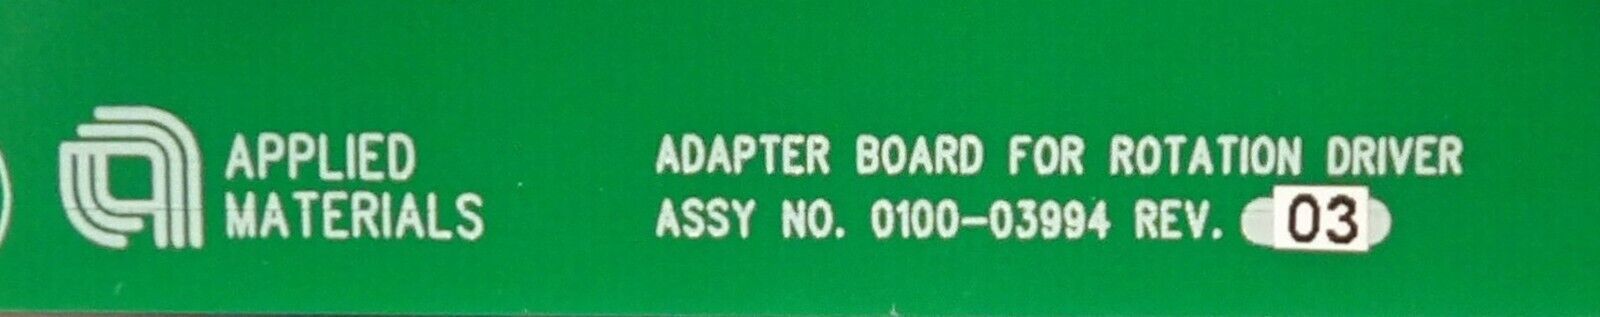 APPLIED
MATERIALS
ADAPTER BOARD FOR ROTATION DRIVER
ASSY NO. 0100-03994 REV. 03